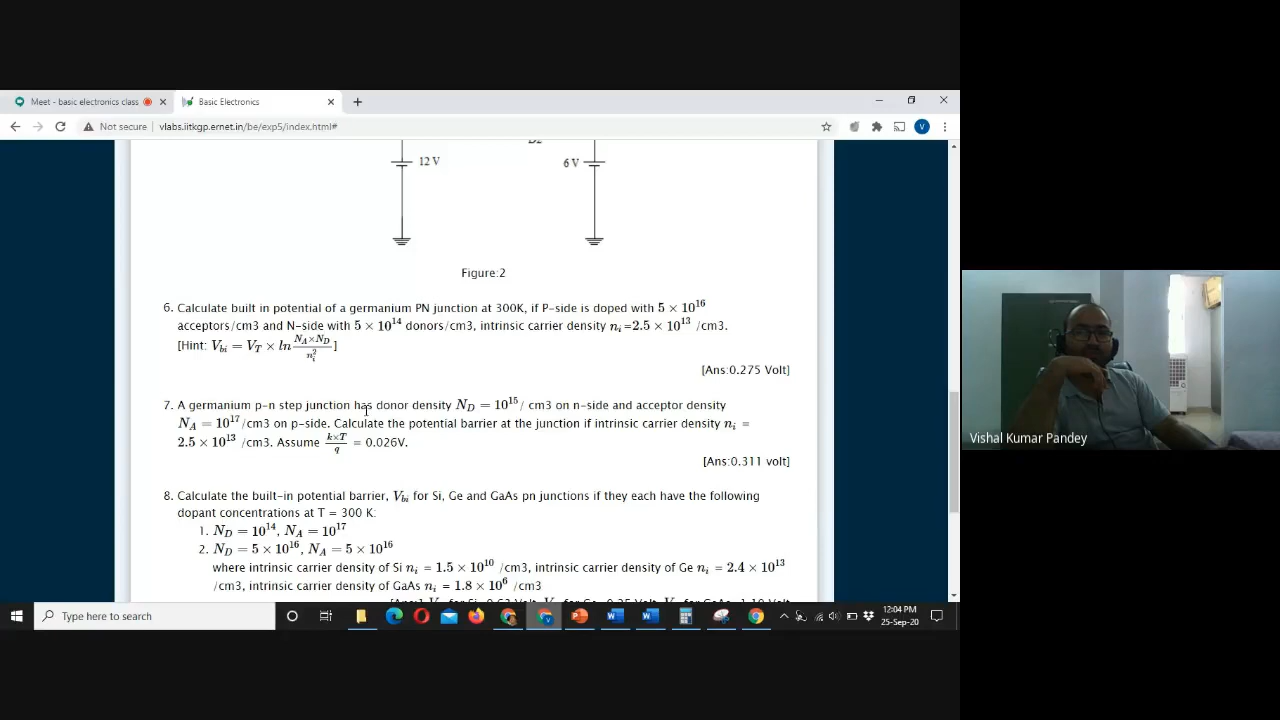 Meet - basic electronics class
Basic Electronics
Not secure
vlabs.iitkgp.ernet.in/be/exp5/index.html#
V
12 V
6 V
Figure:2
6. Calculate built in potential of a germanium PN junction at 300K, if P-side is doped with 5 × 10^16
acceptors/cm3 and N-side with 5 × 10^14 donors/cm3, intrinsic carrier density n_i =2.5 × 10^13 /cm3.
[Hint: V_bi = V_T × ln (N_A×N_D)/(n_i^2) ]
[Ans:0.275 Volt]
7. A germanium p-n step junction has donor density N_D = 10^15/ cm3 on n-side and acceptor density
N_A = 10^17/cm3 on p-side. Calculate the potential barrier at the junction if intrinsic carrier density n_i =
2.5 × 10^13 /cm3. Assume (k×T)/q = 0.026V.
[Ans:0.311 volt]
8. Calculate the built-in potential barrier, V_bi for Si, Ge and GaAs pn junctions if they each have the following
dopant concentrations at T = 300 K:
1. N_D = 10^14, N_A = 10^17
2. N_D = 5 × 10^16, N_A = 5 × 10^16
where intrinsic carrier density of Si n_i = 1.5 × 10^10 /cm3, intrinsic carrier density of Ge n_i = 2.4 × 10^13
/cm3, intrinsic carrier density of GaAs n_i = 1.8 × 10^6 /cm3
Vishal Kumar Pandey
Type here to search
12:04 PM
25-Sep-20